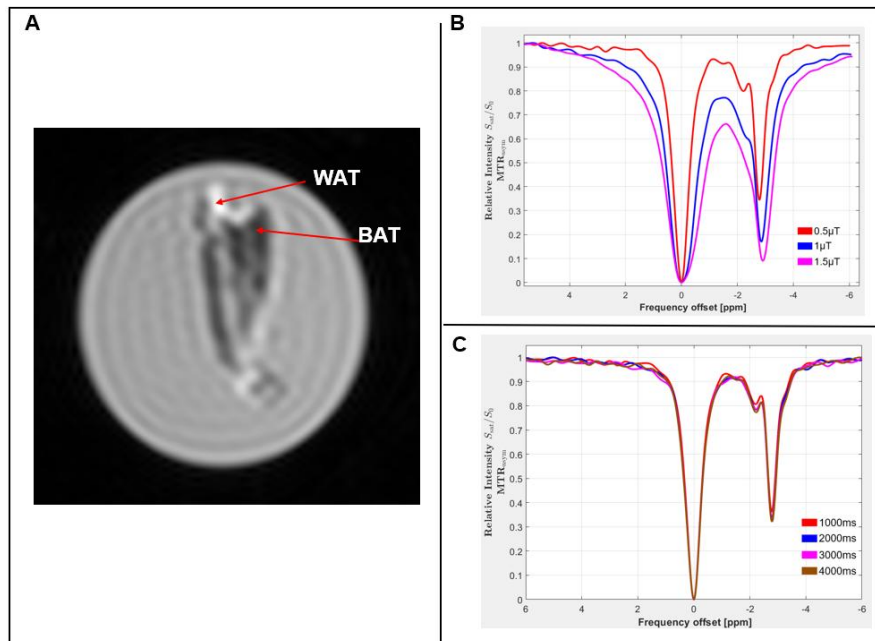 A
WAT
BAT
B
Relative Intensity S_sat/S_0
MTR_asym
1
0.9
0.8
0.7
0.6
0.5
0.4
0.3
0.2
0.1
0
0.5µT
1µT
1.5µT
4 2 0 -2 -4 -6
Frequency offset [ppm]
C
Relative Intensity S_sat/S_0
MTR_asym
1
0.9
0.8
0.7
0.6
0.5
0.4
0.3
0.2
0.1
0
1000ms
2000ms
3000ms
4000ms
6 4 2 0 -2 -4 -6
Frequency offset [ppm]